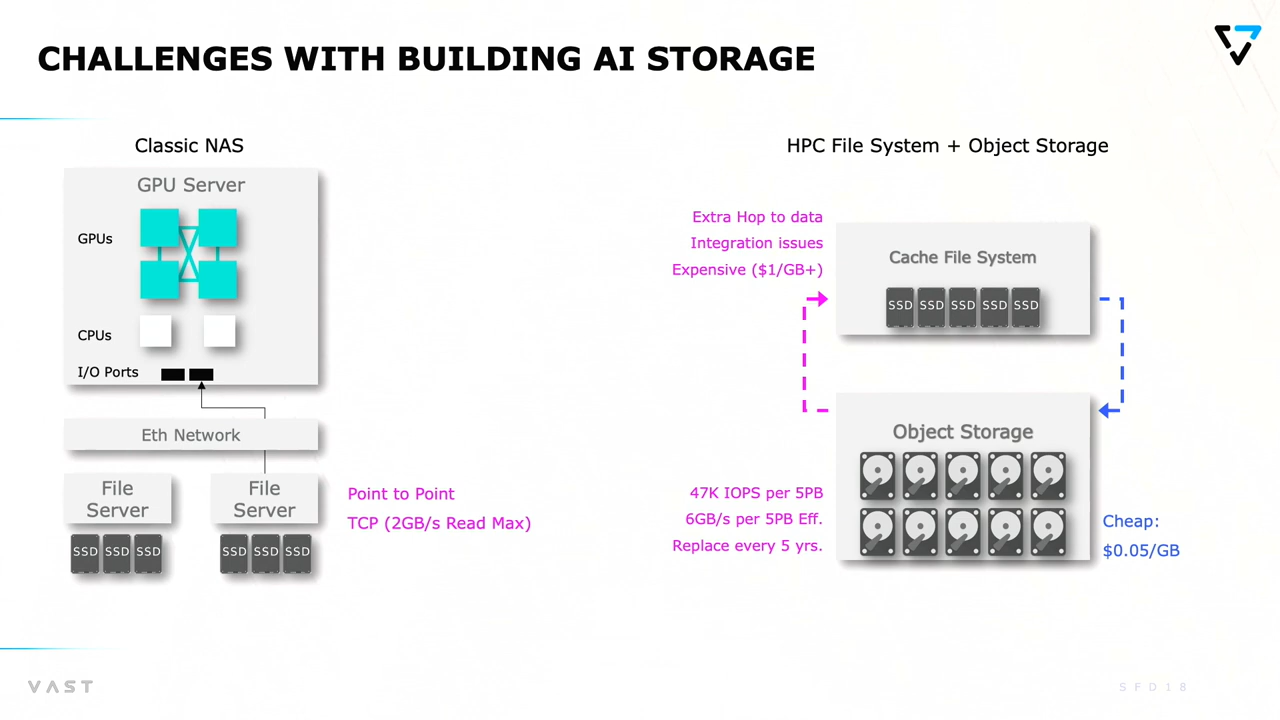 CHALLENGES WITH BUILDING AI STORAGE
Classic NAS
GPU Server
GPUs
CPUs
I/O Ports
Eth Network
File
Server
File
Server
SSD SSD SSD
SSD SSD SSD
Point to Point
TCP (2GB/s Read Max)
HPC File System + Object Storage
Extra Hop to data
Integration issues
Expensive ($1/GB+)
Cache File System
SSD SSD SSD SSD SSD
Object Storage
47K IOPS per 5PB
6GB/s per 5PB Eff.
Replace every 5 yrs.
Cheap:
$0.05/GB
VAST
SFD18